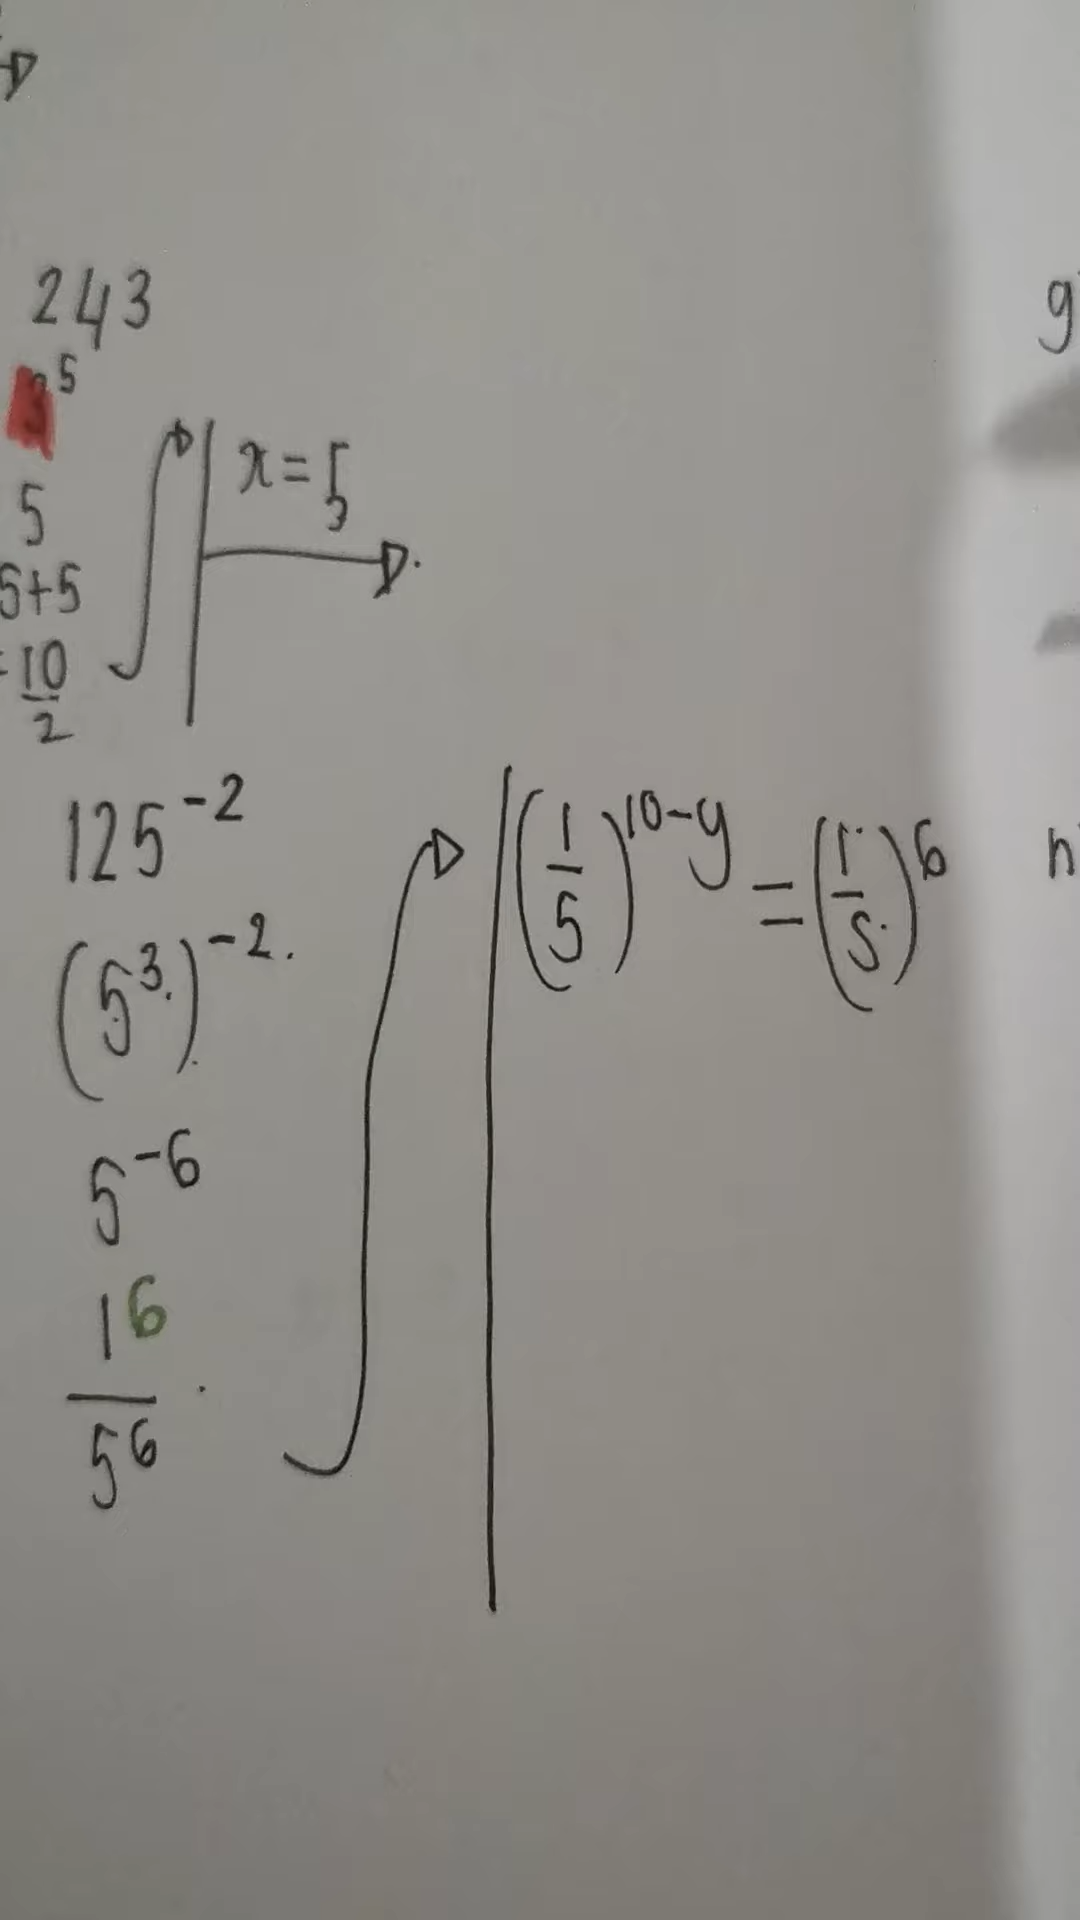 243
3^5
5
5+5
=10/2
x=5
125^-2
(5^3.)^-2.
5^-6
1^6/5^6
(1/5)^10-y = (1/5)^6
g
n